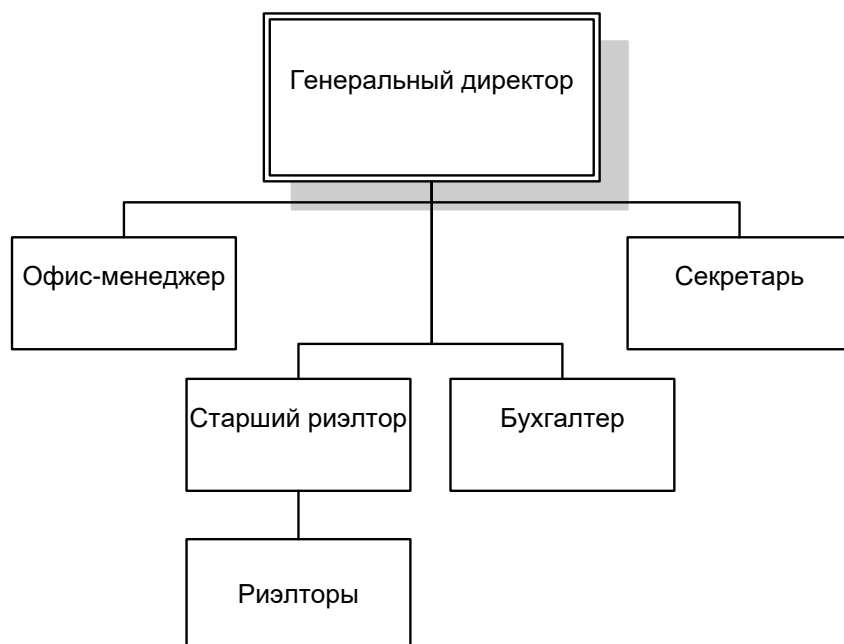 Генеральный директор
Офис-менеджер
Секретарь
Старший риэлтор
Бухгалтер
Риэлторы